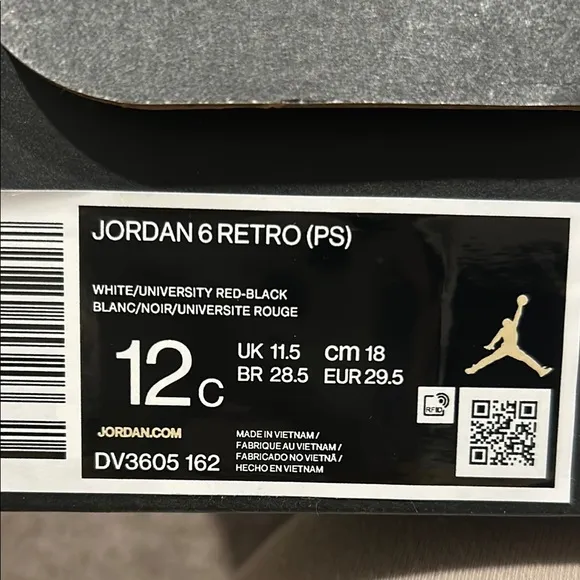 JORDAN 6 RETRO (PS)
WHITE/UNIVERSITY RED-BLACK
BLANC/NOIR/UNIVERSITE ROUGE
12C
UK 11.5 cm 18
BR 28.5 EUR 29.5
RFID
JORDAN.COM
DV3605 162
MADE IN VIETNAM /
FABRIQUE AU VIETNAM /
FABRICADO NO VIETNÃ /
HECHO EN VIETNAM